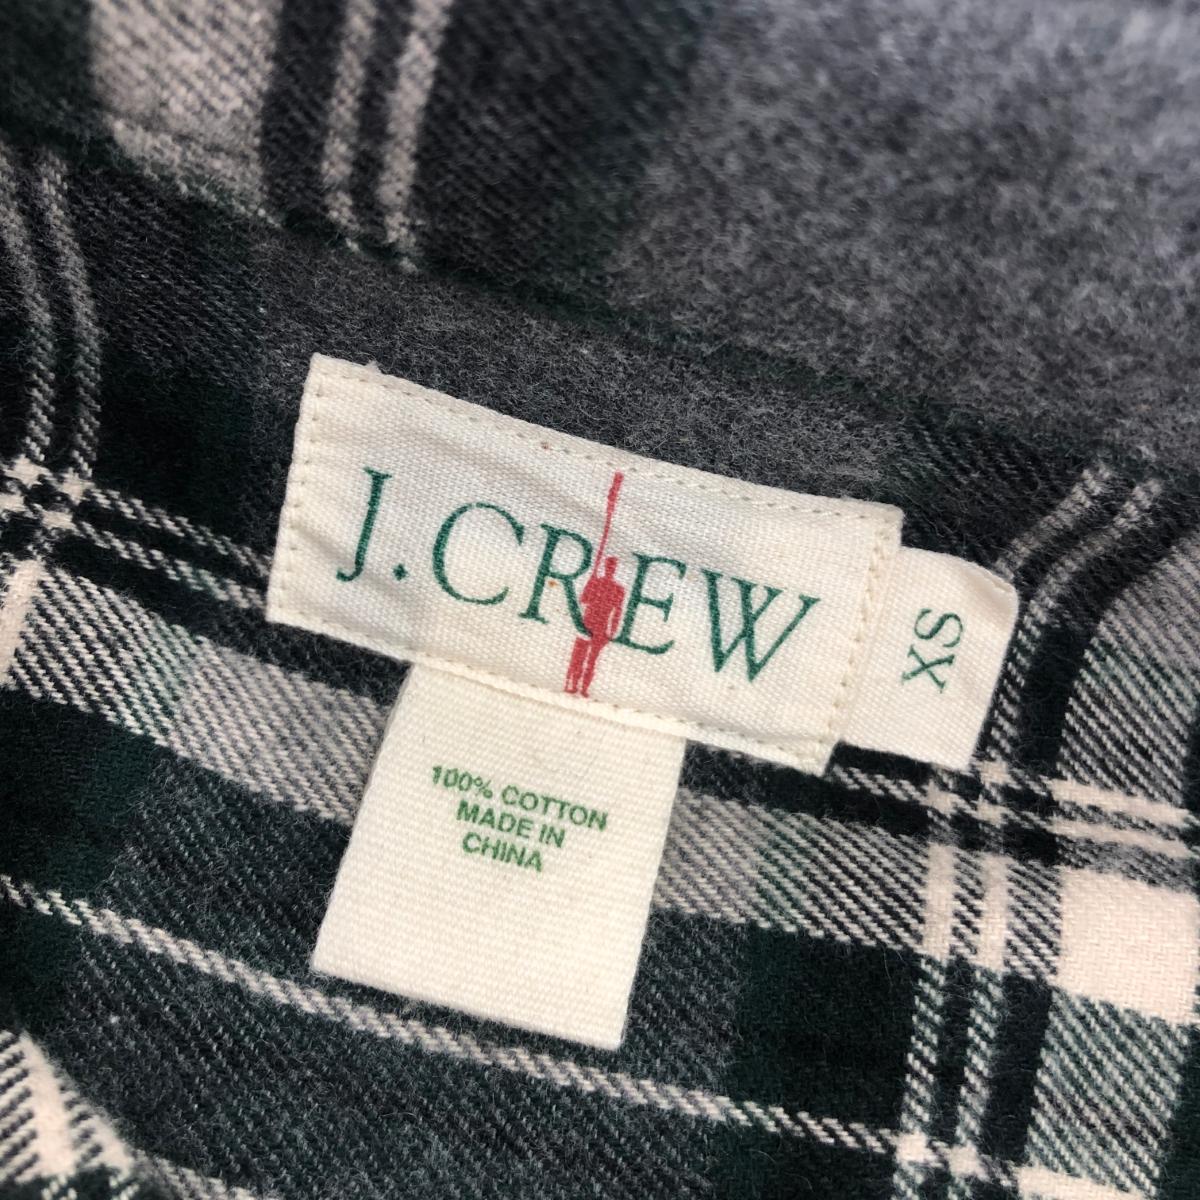 J.CREW
XS
100% COTTON
MADE IN
CHINA